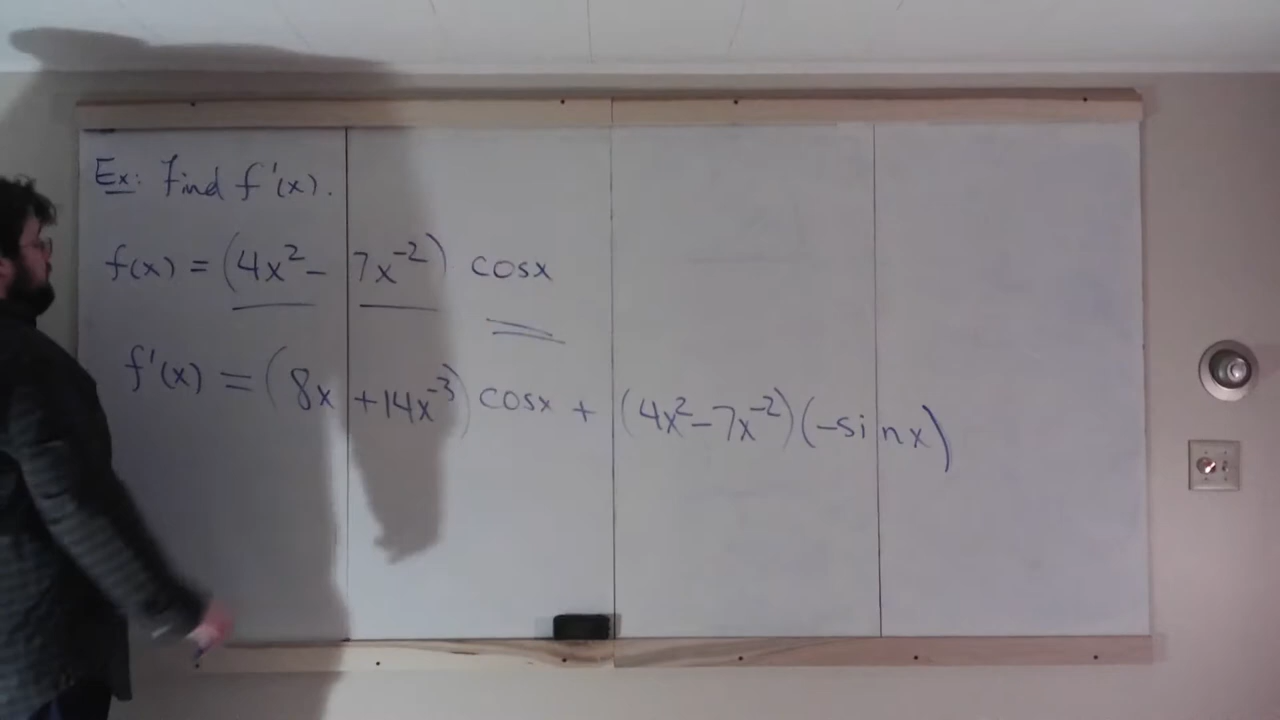 Ex: Find f'(x).
f(x) = (4x² - 7x⁻²) cosx
f'(x) = (8x + 14x⁻³) cosx + (4x² - 7x⁻²)(-sinx)